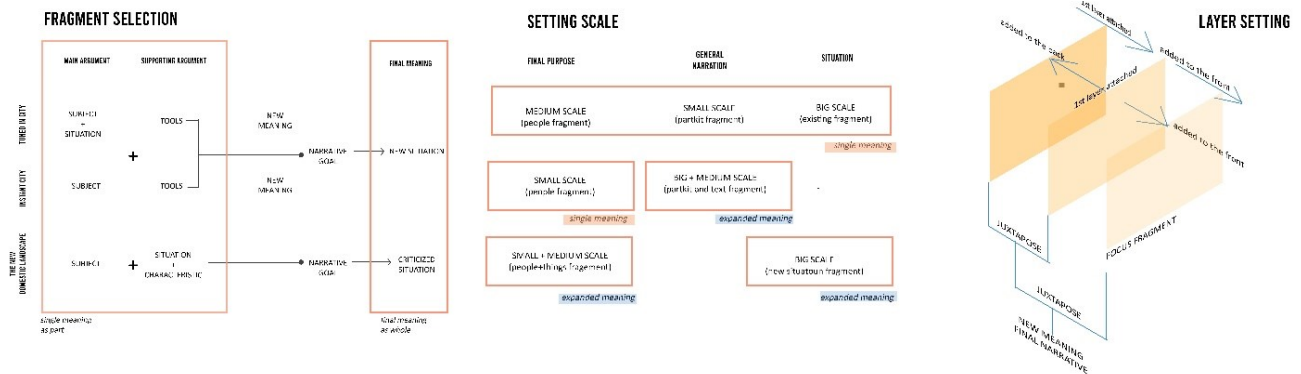 FRAGMENT SELECTION
MAIN ARGUMENT
SUPPORTING ARGUMENT
FINAL MEANING
TUNED IN CITY
SUBJECT
+
SITUATION
TOOLS
NEW
MEANING
+
NARRATIVE
GOAL
NEW SITUATION
INSTANT CITY
SUBJECT
TOOLS
NEW
MEANING
THE NEW
DOMESTIC LANDSCAPE
SUBJECT
+
SITUATION
+
CHARACTERISTIC
NARRATIVE
GOAL
CRITICIZED
SITUATION
single meaning
as part
final meaning
as whole
SETTING SCALE
FINAL PURPOSE
GENERAL
NARRATION
SITUATION
MEDIUM SCALE
(people fragment)
SMALL SCALE
(partkit fragment)
BIG SCALE
(existing fragment)
single meaning
SMALL SCALE
(people fragment)
BIG + MEDIUM SCALE
(partkit and text fragment)
-
single meaning
expanded meaning
SMALL + MEDIUM SCALE
(people+things fragement)
BIG SCALE
(new situatoun fragment)
expanded meaning
expanded meaning
LAYER SETTING
1st layer attached
added to the back
added to the front
1st layer attached
added to the front
JUXTAPOSE
FOCUS FRAGMENT
JUXTAPOSE
NEW MEANING
FINAL NARRATIVE